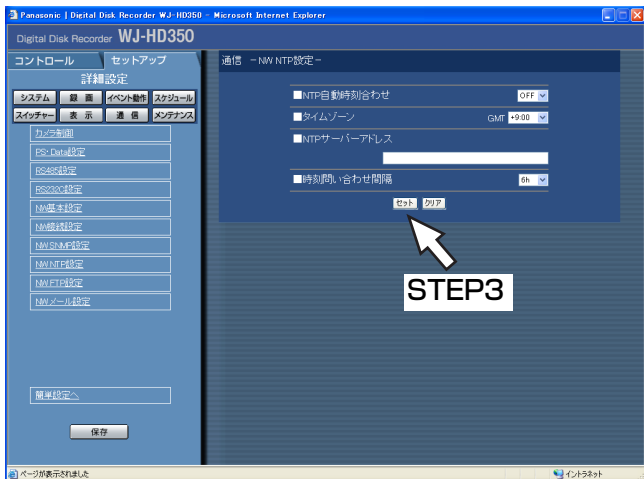 Panasonic | Digital Disk Recorder WJ-HD350 - Microsoft Internet Explorer
Digital Disk Recorder WJ-HD350
コントロール
セットアップ
通信 －NW NTP設定－
詳細設定
システム 録 画 イベント動作 スケジュール
スイッチャー 表 示 通 信 メンテナンス
カメラ制御
PS・Data設定
RS485設定
RS232C設定
NW基本設定
NW接続設定
NW SNMP設定
NW NTP設定
NW FTP設定
NWメール設定
簡単設定へ
保存
■NTP自動時刻合わせ OFF
■タイムゾーン GMT +9:00
■NTPサーバーアドレス
■時刻問い合わせ間隔 6h
セット クリア
STEP3
ページが表示されました
イントラネット